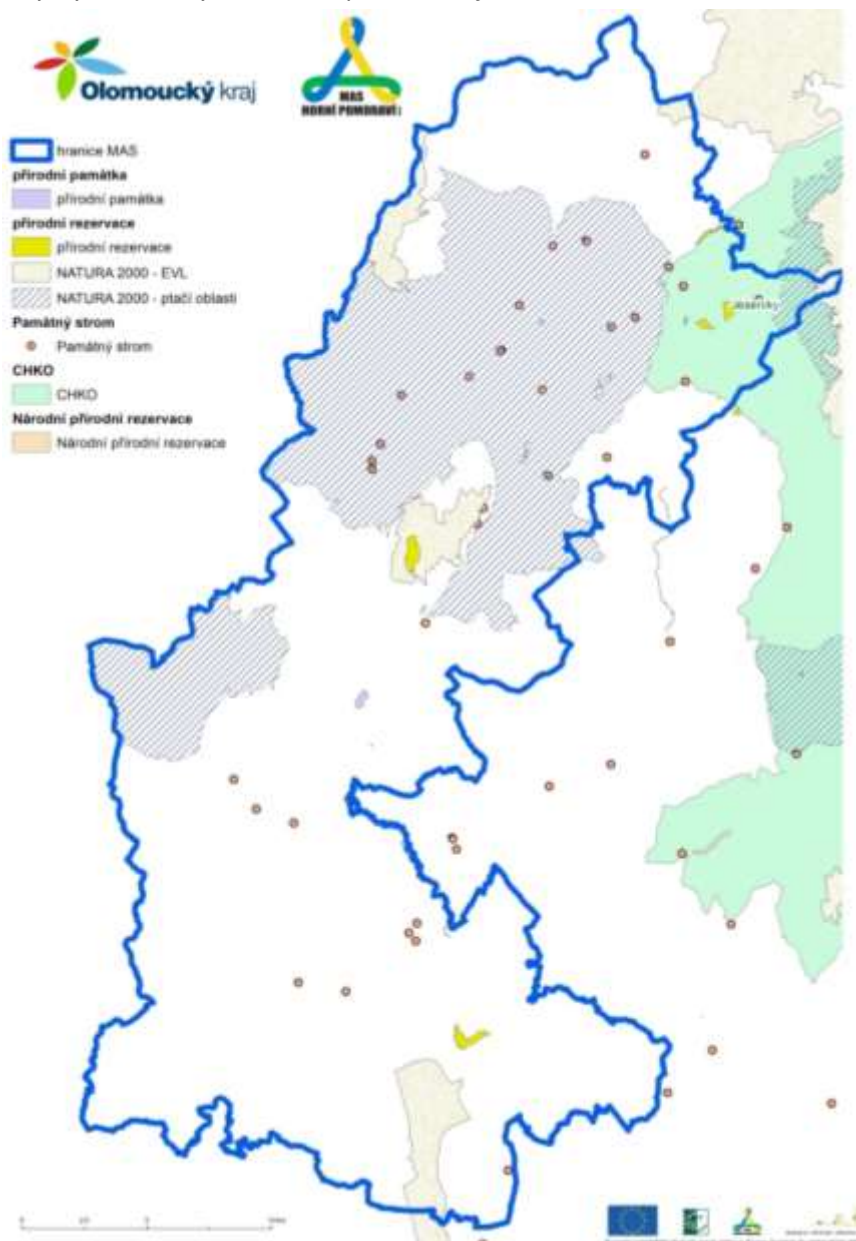 Olomoucký kraj
MAS
HORNÍ POMORAVÍ
hranice MAS
přírodní památka
přírodní památka
přírodní rezervace
přírodní rezervace
NATURA 2000 - EVL
NATURA 2000 - ptačí oblasti
Památný strom
Památný strom
CHKO
CHKO
Národní přírodní rezervace
Národní přírodní rezervace
Jeseníky